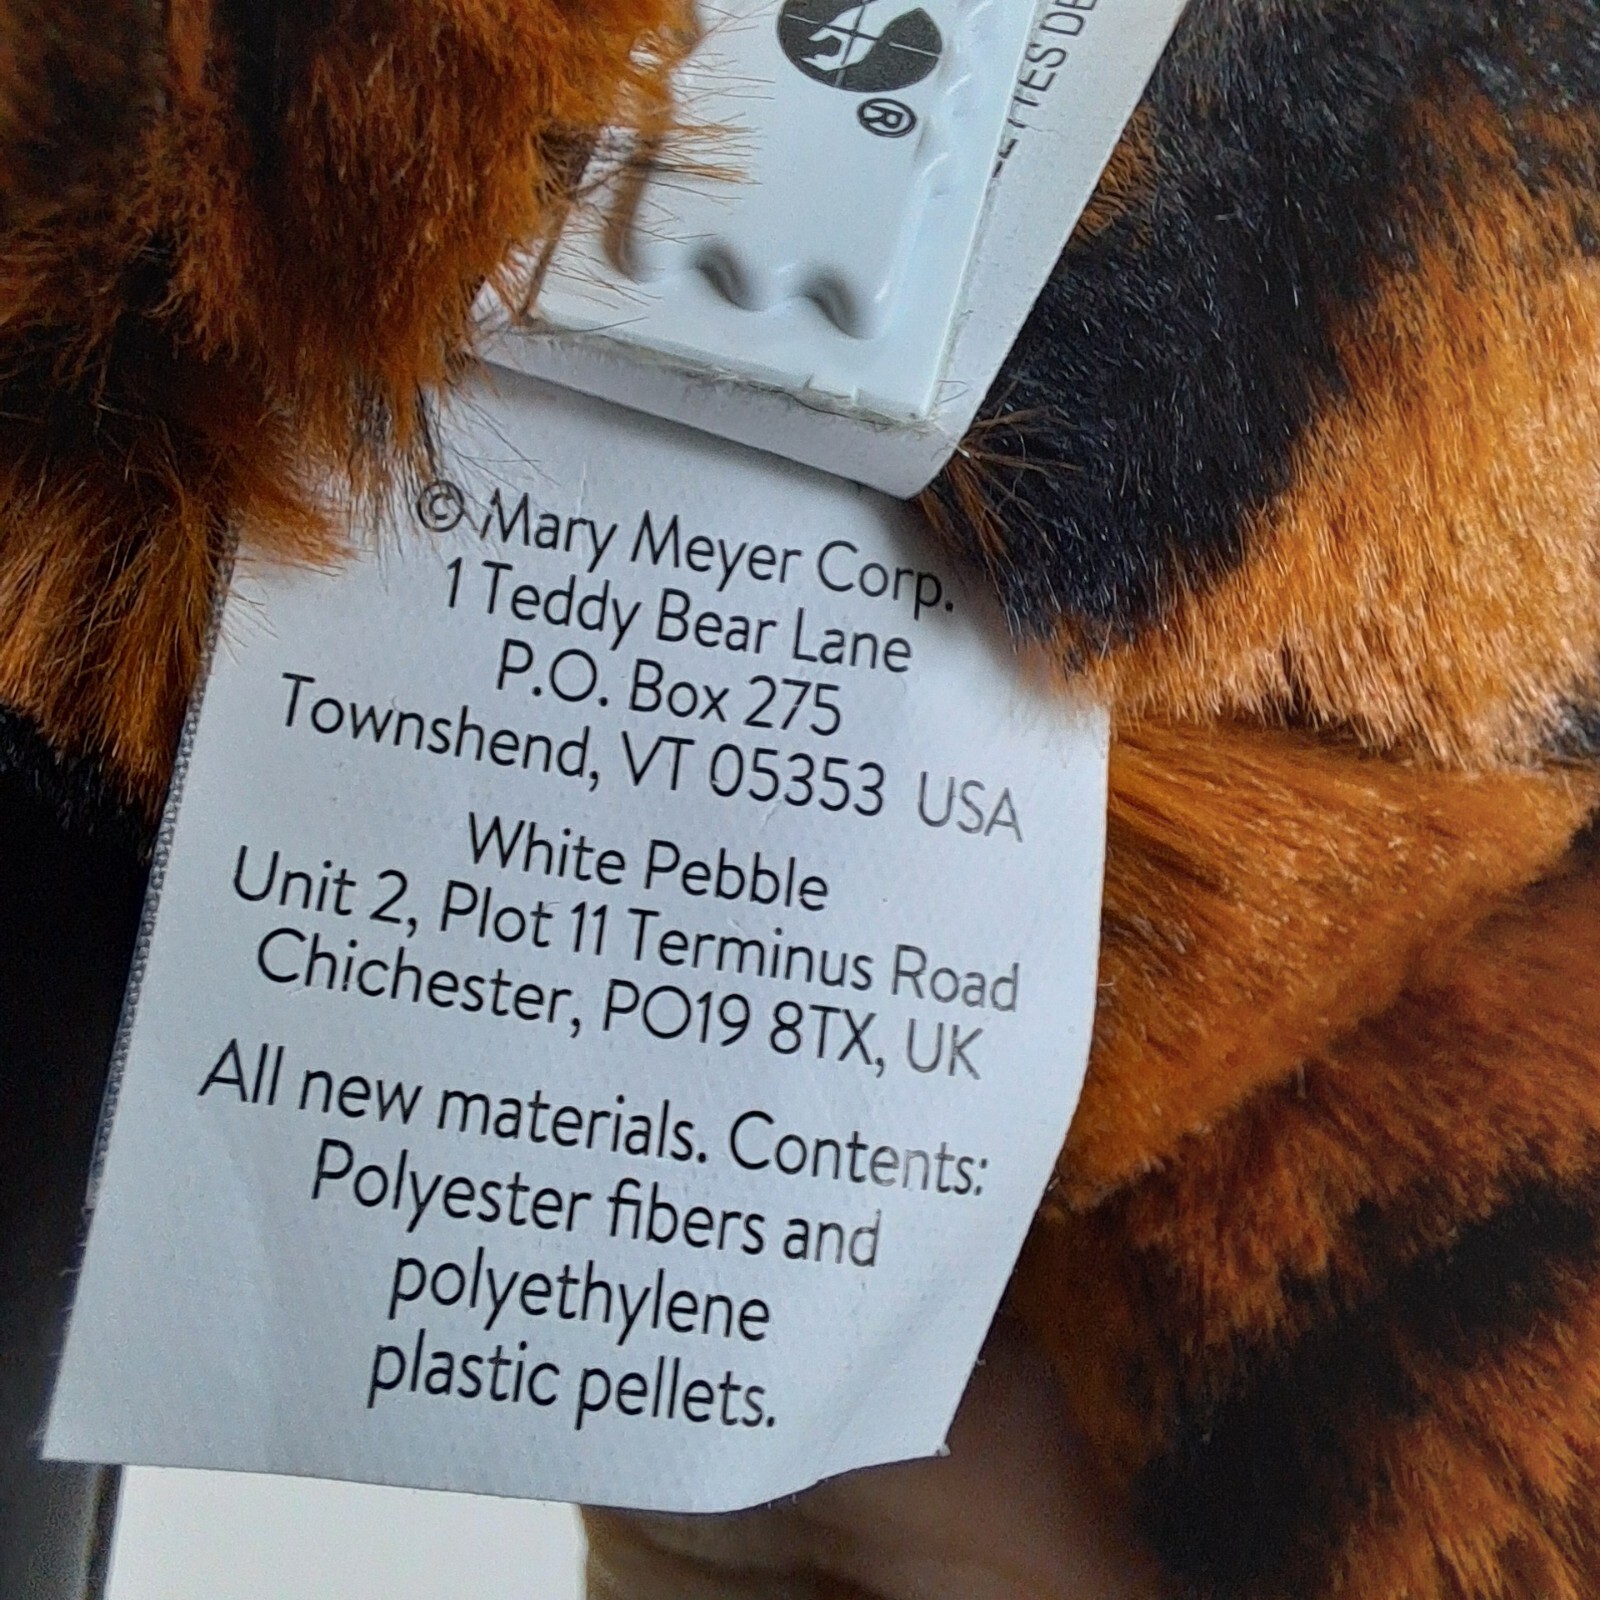 ®
© Mary Meyer Corp.
1 Teddy Bear Lane
P.O. Box 275
Townshend, VT 05353 USA
White Pebble
Unit 2, Plot 11 Terminus Road
Chichester, PO19 8TX, UK
All new materials. Contents:
Polyester fibers and
polyethylene
plastic pellets.